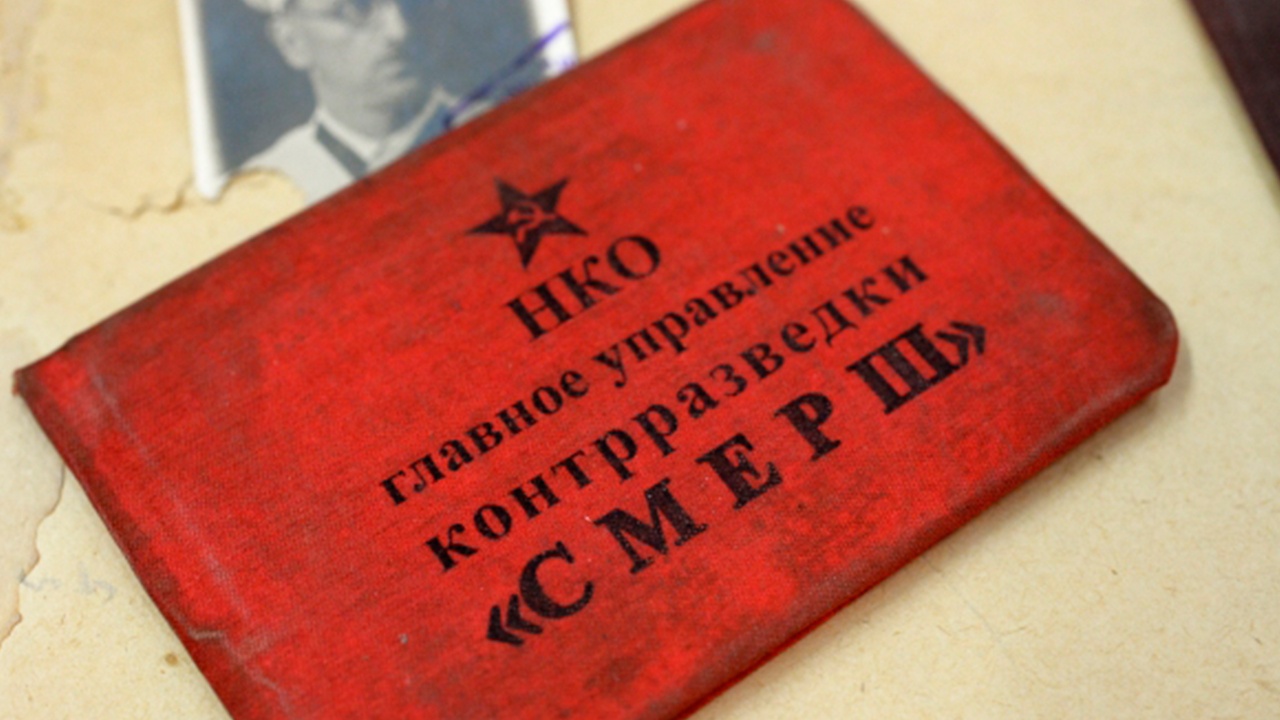 НКО
главное управление
контрразведки
«СМЕРШ»